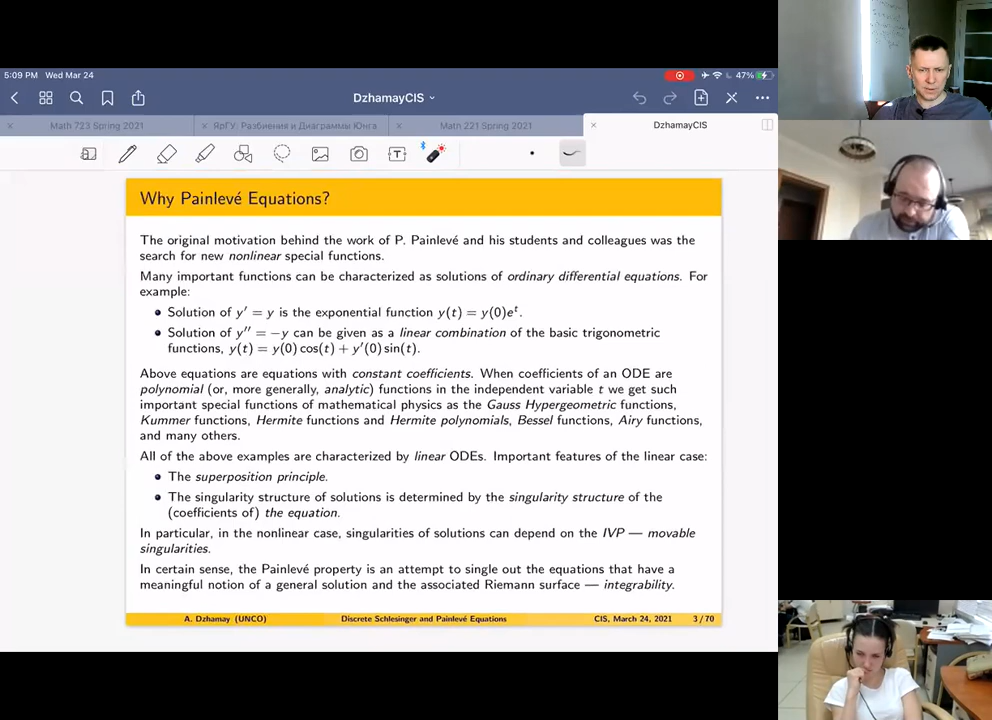 5:09 PM Wed Mar 24
47%
DzhamayCIS
Math 723 Spring 2021
ЯрГУ: Разбиения и Диаграммы Юнга
Math 221 Spring 2021
DzhamayCIS
Why Painlevé Equations?
The original motivation behind the work of P. Painlevé and his students and colleagues was the
search for new nonlinear special functions.
Many important functions can be characterized as solutions of ordinary differential equations. For
example:
Solution of y′ = y is the exponential function y(t) = y(0)eᵗ.
Solution of y″ = −y can be given as a linear combination of the basic trigonometric
functions, y(t) = y(0) cos(t) + y′(0) sin(t).
Above equations are equations with constant coefficients. When coefficients of an ODE are
polynomial (or, more generally, analytic) functions in the independent variable t we get such
important special functions of mathematical physics as the Gauss Hypergeometric functions,
Kummer functions, Hermite functions and Hermite polynomials, Bessel functions, Airy functions,
and many others.
All of the above examples are characterized by linear ODEs. Important features of the linear case:
The superposition principle.
The singularity structure of solutions is determined by the singularity structure of the
(coefficients of) the equation.
In particular, in the nonlinear case, singularities of solutions can depend on the IVP — movable
singularities.
In certain sense, the Painlevé property is an attempt to single out the equations that have a
meaningful notion of a general solution and the associated Riemann surface — integrability.
A. Dzhamay (UNCO) Discrete Schlesinger and Painlevé Equations CIS, March 24, 2021 3 / 70